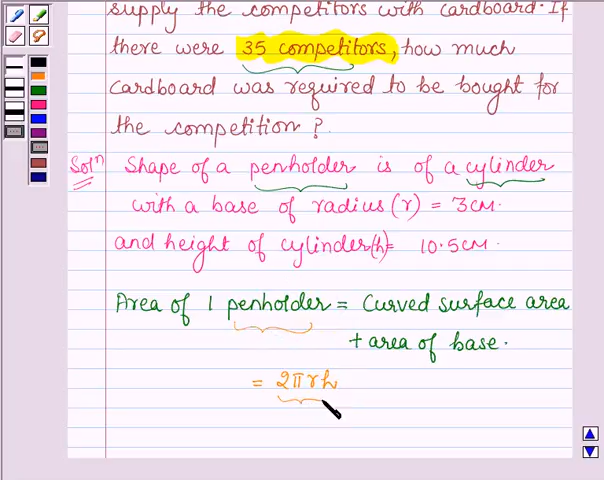 supply the competitors with cardboard. If
there were 35 competitors, how much
cardboard was required to be bought for
the competition?
Solⁿ Shape of a penholder is of a cylinder
with a base of radius (r) = 3cm.
and height of cylinder(h)= 10.5cm.
Area of 1 penholder = Curved surface area
+ area of base.
= 2πrh